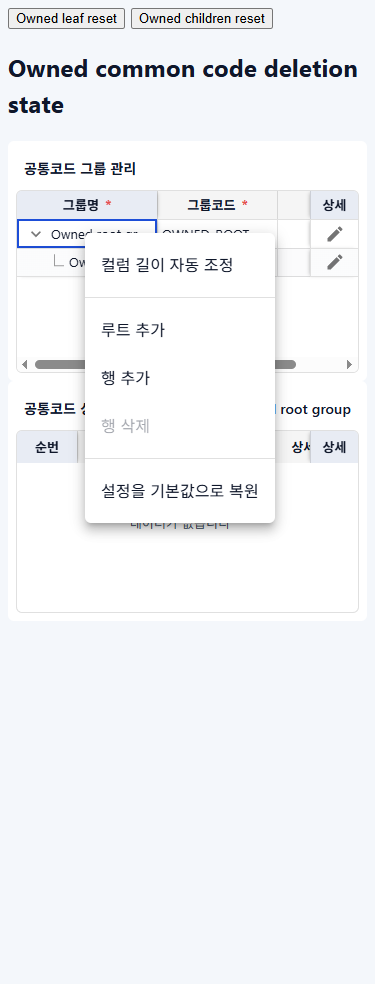 Owned leaf reset Owned children reset
Owned common code deletion
state
공통코드 그룹 관리
그룹명 * 그룹코드 * 상세
Owned root gr
컬럼 길이 자동 조정
루트 추가
행 추가
행 삭제
설정을 기본값으로 복원
공통코드 root group
순번 상세